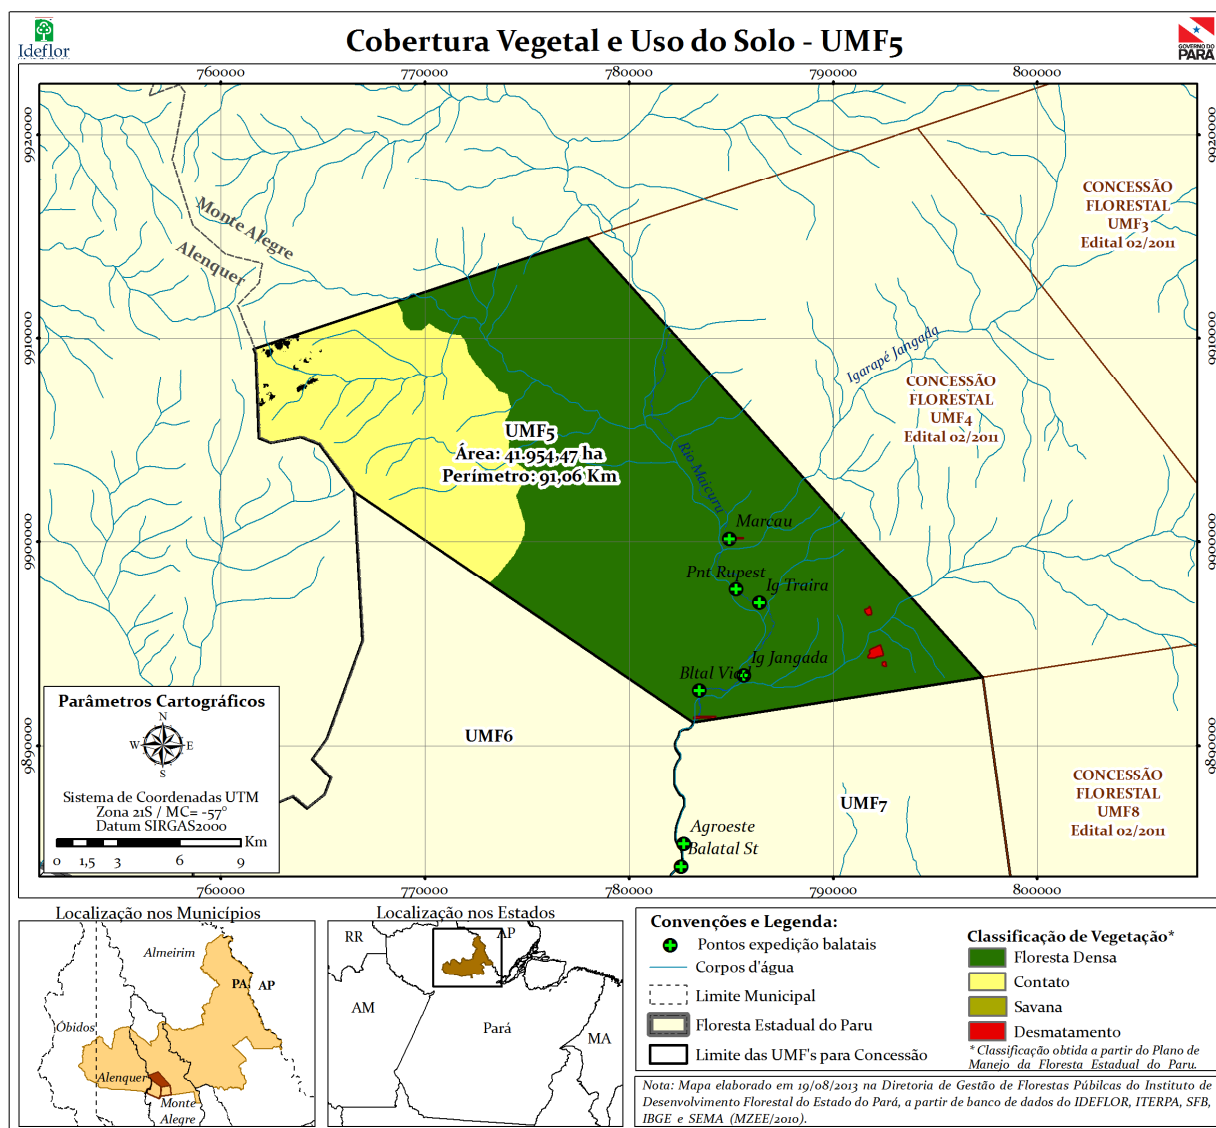 Ideflor
Cobertura Vegetal e Uso do Solo - UMF5
GOVERNO DO
PARÁ
760000 770000 780000 790000 800000
9920000 9920000
9910000 9910000
9900000 9900000
9890000 9890000
Monte Alegre
Alenquer
CONCESSÃO
FLORESTAL
UMF3
Edital 02/2011
Igarapé Jangada
CONCESSÃO
FLORESTAL
UMF4
Edital 02/2011
UMF5
Área: 41.954,47 ha
Perímetro: 91,06 Km
Rio Maicuru
Marcau
Pnt Rupest
Ig Traira
Ig Jangada
UMF6
UMF7
CONCESSÃO
FLORESTAL
UMF8
Edital 02/2011
Agroeste
Balatal St
Parâmetros Cartográficos
N
W E
S
Sistema de Coordenadas UTM
Zona 21S / MC= -57°
Datum SIRGAS2000
Km
0 1,5 3 6 9
760000 770000 780000 790000 800000
Localização nos Municípios
Almeirim
PA AP
Óbidos
Alenquer
Monte
Alegre
Localização nos Estados
RR
AP
AM
Pará
MA
Convenções e Legenda:
Pontos expedição balatais
Corpos d'água
Limite Municipal
Floresta Estadual do Paru
Limite das UMF's para Concessão
Classificação de Vegetação*
Floresta Densa
Contato
Savana
Desmatamento
* Classificação obtida a partir do Plano de
Manejo da Floresta Estadual do Paru.
Nota: Mapa elaborado em 19/08/2013 na Diretoria de Gestão de Florestas Púbilcas do Instituto de
Desenvolvimento Florestal do Estado do Pará, a partir de banco de dados do IDEFLOR, ITERPA, SFB,
IBGE e SEMA (MZEE/2010).